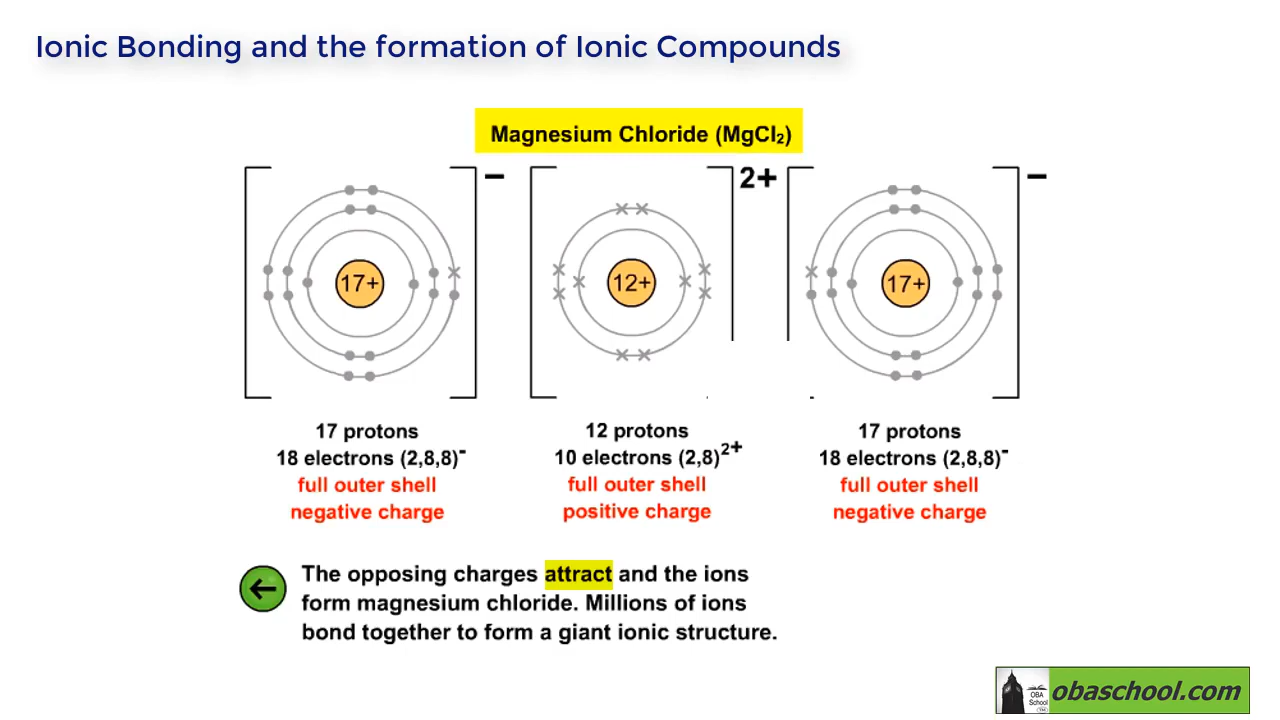 Ionic Bonding and the formation of Ionic Compounds
Magnesium Chloride (MgCl₂)
− 2+ −
17+ 12+ 17+
17 protons 12 protons 17 protons
18 electrons (2,8,8)⁻ 10 electrons (2,8)²⁺ 18 electrons (2,8,8)⁻
full outer shell full outer shell full outer shell
negative charge positive charge negative charge
The opposing charges attract and the ions
form magnesium chloride. Millions of ions
bond together to form a giant ionic structure.
OBA
School
obaschool.com